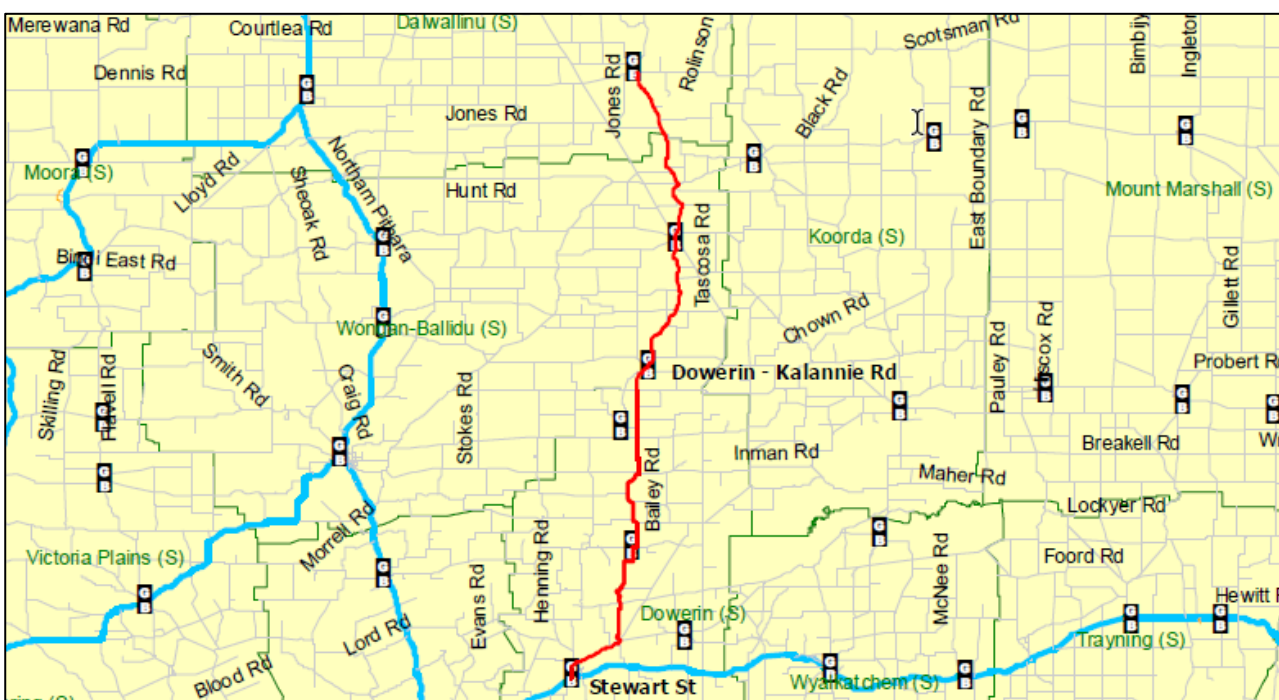 Merewana Rd
Courtlea Rd
Dalwallinu (S)
Scotsman Rd
Dennis Rd
Jones Rd
Jones Rd
Rolinson
Black Rd
East Boundary Rd
Ingleton
Moora (S)
Lloyd Rd
Sheoak Rd
Northam Pithara
Hunt Rd
Tascosa Rd
Koorda (S)
Mount Marshall (S)
East Rd
Gillett Rd
Wongan-Ballidu (S)
Chown Rd
Smith Rd
Craig Rd
Skilling Rd
Stokes Rd
Dowerin - Kalannie Rd
Pauley Rd
Probert
Inman Rd
Breakell Rd
Bailey Rd
Maher Rd
Lockyer Rd
Morrell Rd
Henning Rd
Victoria Plains (S)
Evans Rd
McNee Rd
Foord Rd
Lord Rd
Dowerin (S)
Hewitt
Trayning (S)
Blood Rd
Stewart St
Wyalkatchem (S)